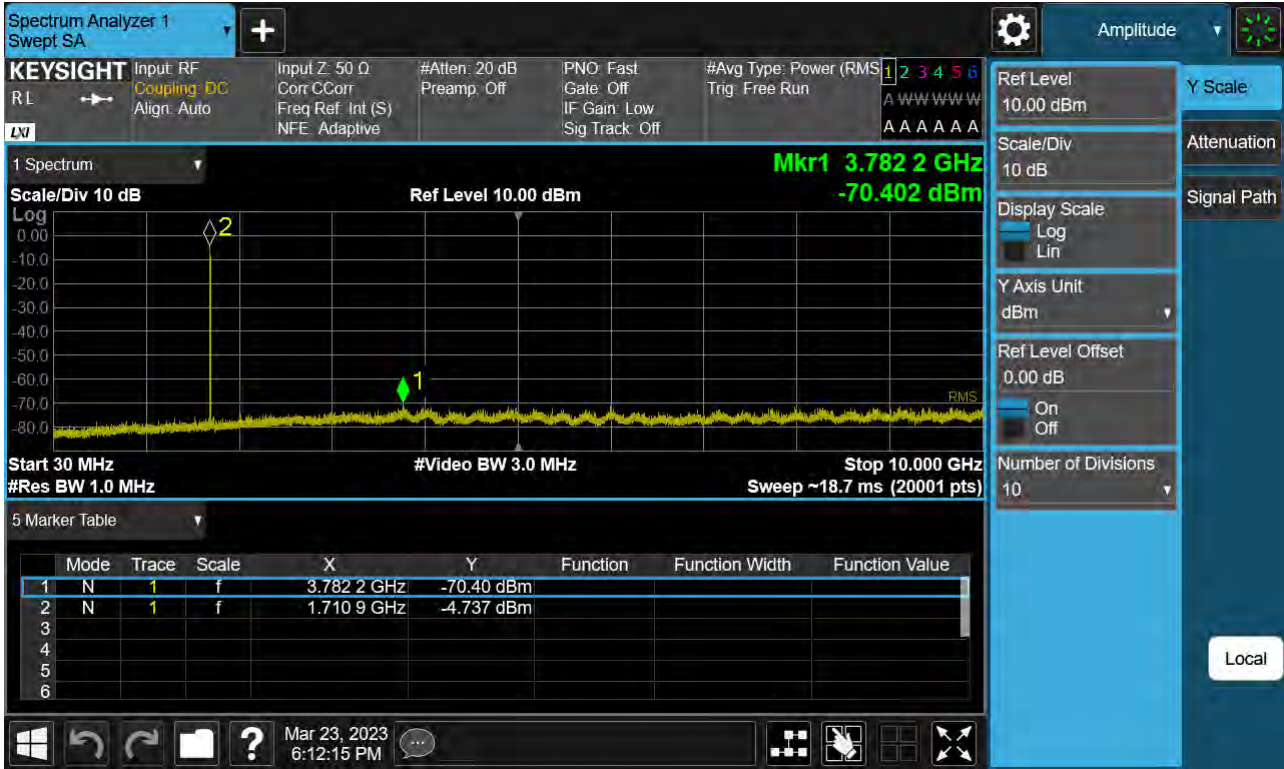 Spectrum Analyzer 1
Swept SA
+
Amplitude
KEYSIGHT
RL
LXI
Input: RF
Coupling: DC
Align: Auto
Input Z: 50 Ω
Corr CCorr
Freq Ref: Int (S)
NFE: Adaptive
#Atten: 20 dB
Preamp: Off
PNO: Fast
Gate: Off
IF Gain: Low
Sig Track: Off
#Avg Type: Power (RMS
Trig: Free Run
1 2 3 4 5 6
A W W W W W
A A A A A A
1 Spectrum
Mkr1 3.782 2 GHz
Scale/Div 10 dB
Ref Level 10.00 dBm
-70.402 dBm
Log
0.00
-10.0
-20.0
-30.0
-40.0
-50.0
-60.0
-70.0
-80.0
2
1
RMS
Start 30 MHz
#Video BW 3.0 MHz
Stop 10.000 GHz
#Res BW 1.0 MHz
Sweep ~18.7 ms (20001 pts)
5 Marker Table
Mode Trace Scale X Y Function Function Width Function Value
1 N 1 f 3.782 2 GHz -70.40 dBm
2 N 1 f 1.710 9 GHz -4.737 dBm
3
4
5
6
?
Mar 23, 2023
6:12:15 PM
Ref Level
10.00 dBm
Scale/Div
10 dB
Display Scale
Log
Lin
Y Axis Unit
dBm
Ref Level Offset
0.00 dB
On
Off
Number of Divisions
10
Y Scale
Attenuation
Signal Path
Local